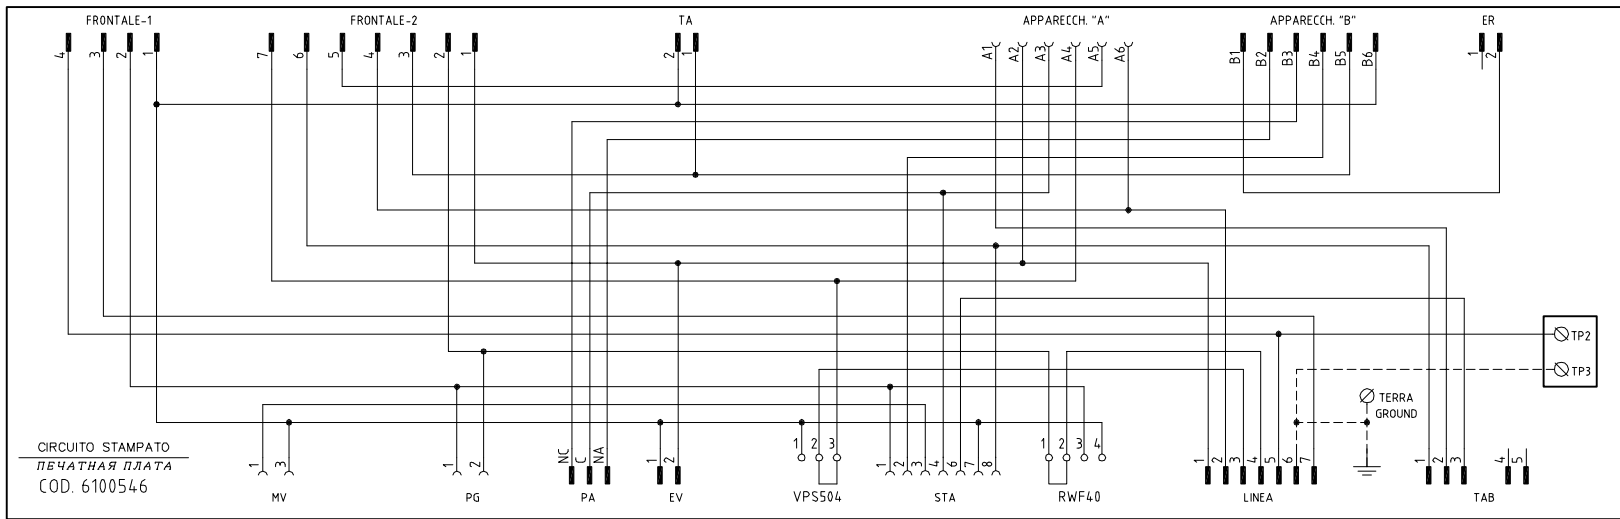 FRONTALE-1 FRONTALE-2 TA APPARECCH. "A" APPARECCH. "B" ER
4 3 2 1 7 6 5 4 3 2 1 2 1 A1 A2 A3 A4 A5 A6 B1 B2 B3 B4 B5 B6 1 2
TP2
TP3
TERRA
GROUND
CIRCUITO STAMPATO
ПЕЧАТНАЯ ПЛАТА
COD. 6100546
1 3 1 2 NC C NA 1 2 1 2 3 1 2 3 4 6 7 8 1 2 3 4 1 2 3 4 5 6 7 1 2 3 4 5
MV PG PA EV VPS504 STA RWF40 LINEA TAB